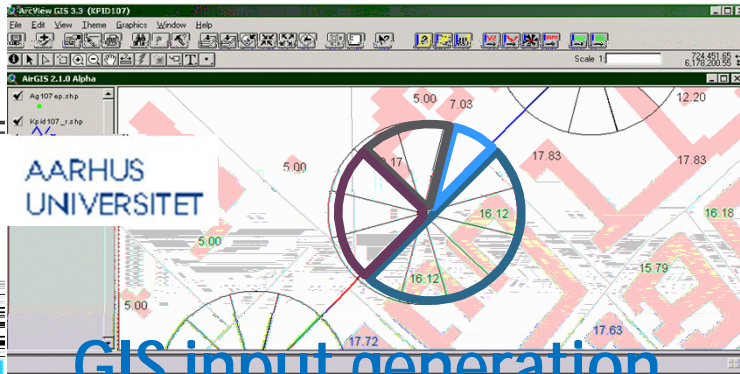 ArcView GIS 3.3 (KPID107)
File Edit View Theme Graphics Window Help
Scale 1:
724,451.65
6,178,200.95
AirGIS 2.1.0 Alpha
Ag107ep.shp
Kpid107_r.shp
5.00 7.03
12.20
17.83
17.83
5.00
.17
AARHUS
UNIVERSITET
16.12
16.18
5.00
16.12
15.79
5.00
17.63
17.72
GIS input generation